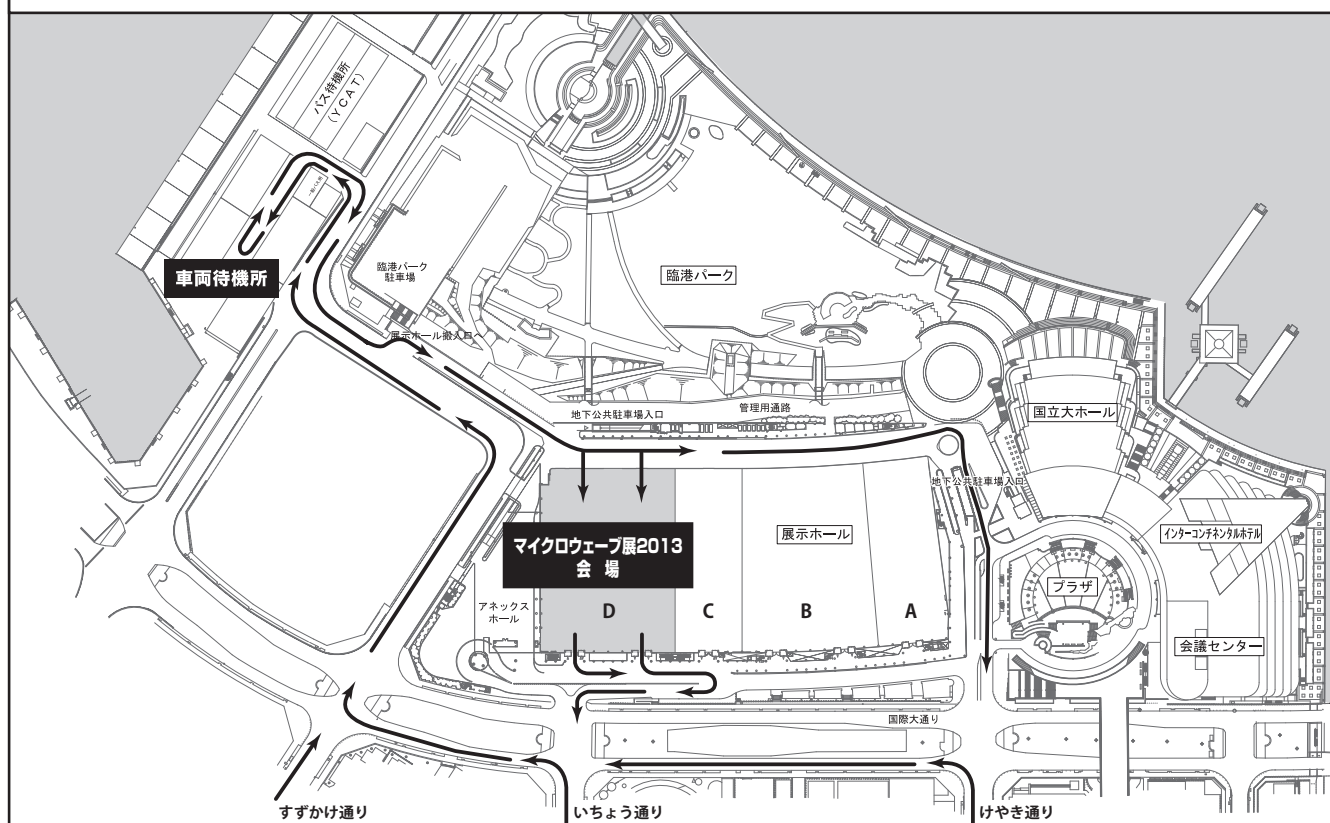 バス待機所
(YCAT)
車両待機所
臨港パーク
駐車場
臨港パーク
展示ホール搬入口
地下公共駐車場入口
管理用通路
国立大ホール
地下公共駐車場入口
インターコンチネンタルホテル
展示ホール
マイクロウェーブ展2013
会 場
プラザ
アネックス
ホール
D
C
B
A
会議センター
国際大通り
すずかけ通り
いちょう通り
けやき通り